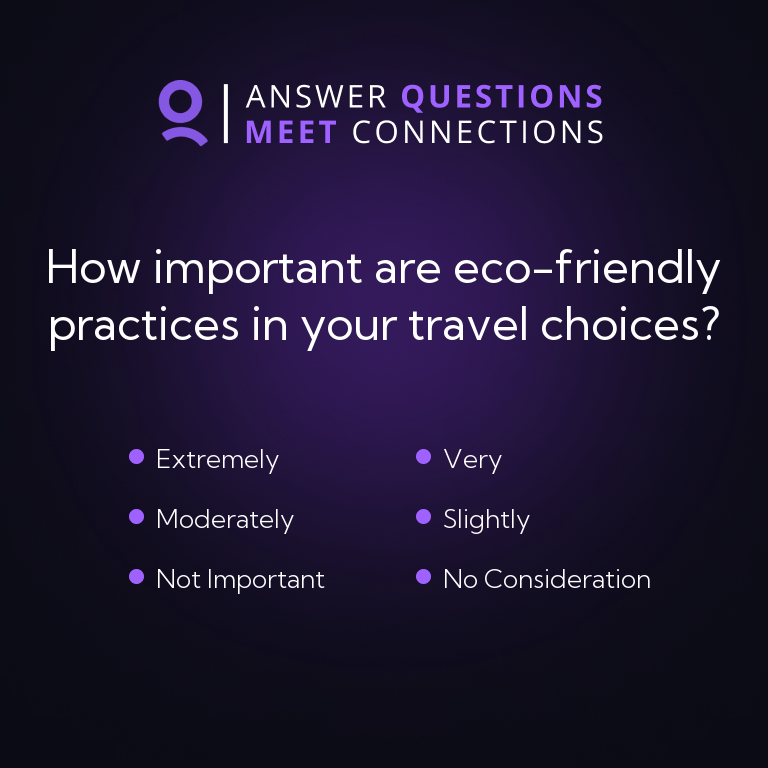 ANSWER QUESTIONS
MEET CONNECTIONS
How important are eco-friendly
practices in your travel choices?
Extremely
Very
Moderately
Slightly
Not Important
No Consideration